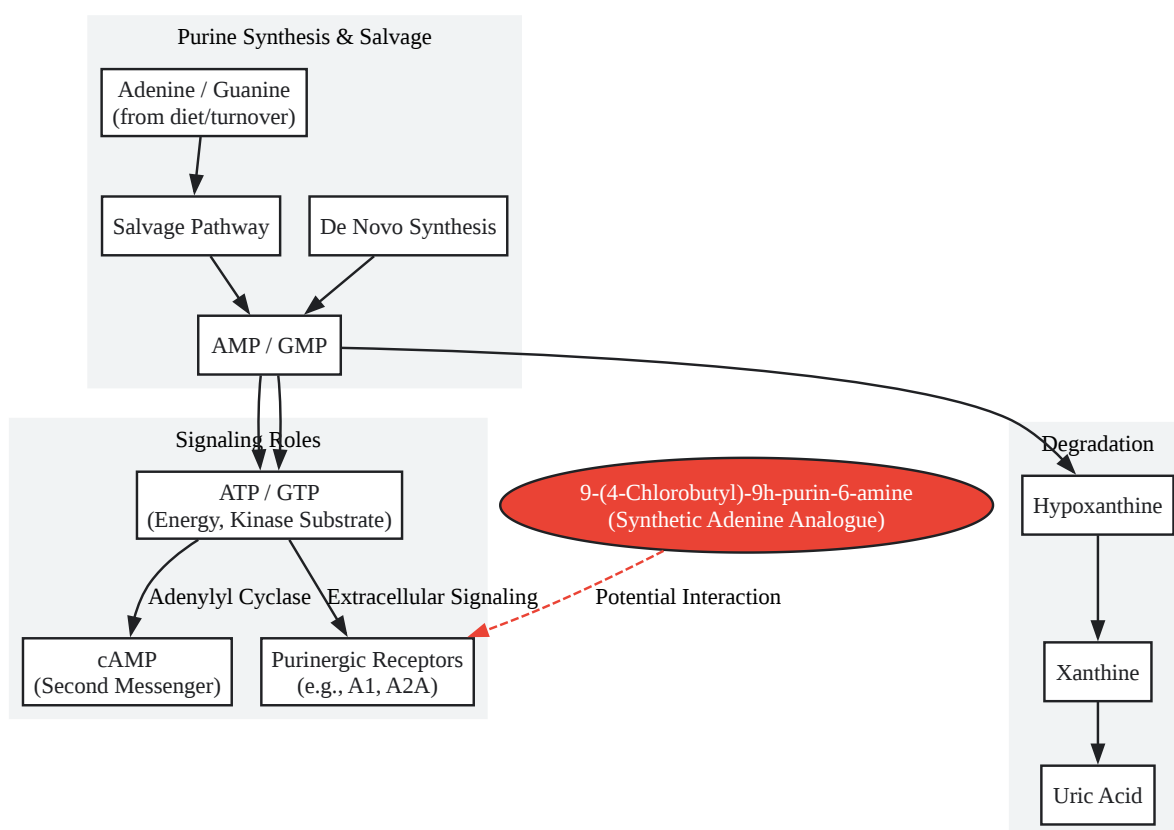 Purine Synthesis & Salvage
Adenine / Guanine
(from diet/turnover)
Salvage Pathway
De Novo Synthesis
AMP / GMP
Signaling Roles
ATP / GTP
(Energy, Kinase Substrate)
9-(4-Chlorobutyl)-9h-purin-6-amine
(Synthetic Adenine Analogue)
Degradation
Hypoxanthine
Adenylyl Cyclase
Extracellular Signaling
Potential Interaction
cAMP
(Second Messenger)
Purinergic Receptors
(e.g., A1, A2A)
Xanthine
Uric Acid